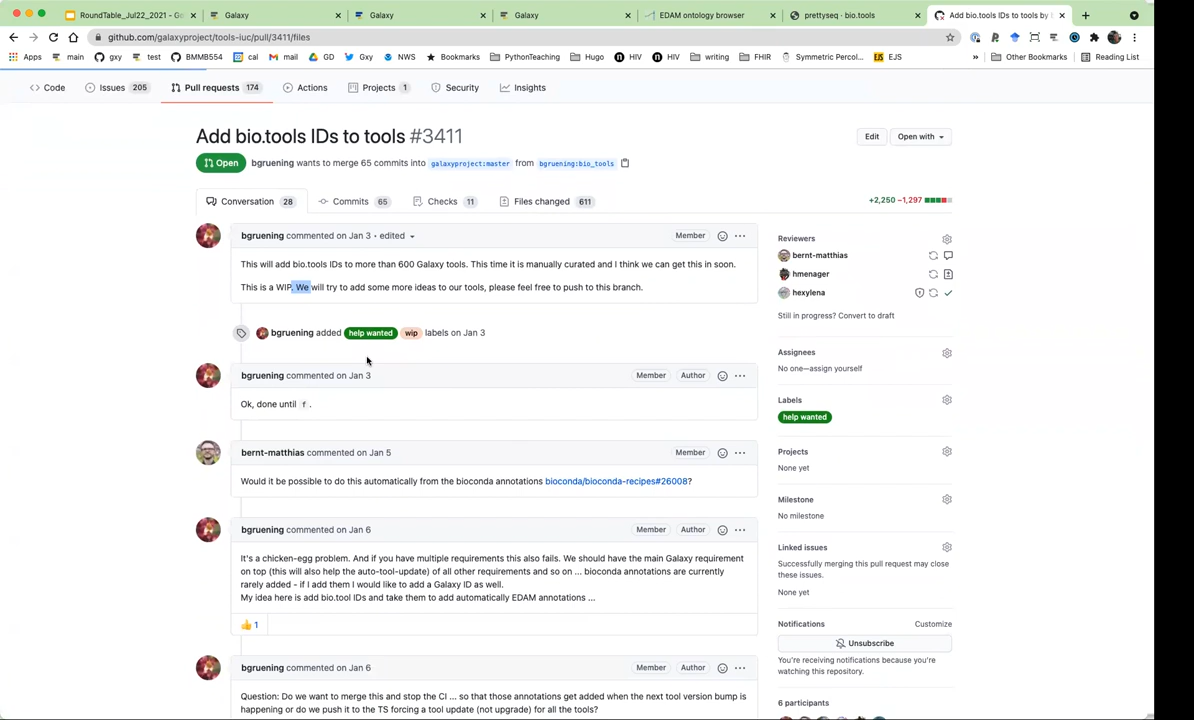 RoundTable_Jul22_2021 - G
Galaxy
Galaxy
Galaxy
EDAM ontology browser
prettyseq · bio.tools
Add bio.tools IDs to tools by
github.com/galaxyproject/tools-iuc/pull/3411/files
Apps
main
gxy
test
BMMB554
cal
mail
GD
Gxy
NWS
Bookmarks
PythonTeaching
Hugo
HIV
HIV
writing
FHIR
Symmetric Percol...
EJS
»
Other Bookmarks
Reading List
Code
Issues 205
Pull requests 174
Actions
Projects 1
Security
Insights
Add bio.tools IDs to tools #3411
Edit
Open with
Open
bgruening wants to merge 65 commits into galaxyproject:master from bgruening:bio_tools
Conversation 28
Commits 65
Checks 11
Files changed 611
+2,250 −1,297
bgruening commented on Jan 3 • edited
Member
This will add bio.tools IDs to more than 600 Galaxy tools. This time it is manually curated and I think we can get this in soon.
This is a WIP. We will try to add some more ideas to our tools, please feel free to push to this branch.
bgruening added help wanted wip labels on Jan 3
bgruening commented on Jan 3
Member
Author
Ok, done until f .
bernt-matthias commented on Jan 5
Member
Would it be possible to do this automatically from the bioconda annotations bioconda/bioconda-recipes#26008?
bgruening commented on Jan 6
Member
Author
It's a chicken-egg problem. And if you have multiple requirements this also fails. We should have the main Galaxy requirement
on top (this will also help the auto-tool-update) of all other requirements and so on ... bioconda annotations are currently
rarely added - if I add them I would like to add a Galaxy ID as well.
My idea here is add bio.tool IDs and take them to add automatically EDAM annotations ...
👍 1
bgruening commented on Jan 6
Member
Author
Question: Do we want to merge this and stop the CI ... so that those annotations get added when the next tool version bump is
happening or do we push it to the TS forcing a tool update (not upgrade) for all the tools?
Reviewers
bernt-matthias
hmenager
hexylena
Still in progress? Convert to draft
Assignees
No one—assign yourself
Labels
help wanted
Projects
None yet
Milestone
No milestone
Linked issues
Successfully merging this pull request may close
these issues.
None yet
Notifications
Customize
Unsubscribe
You're receiving notifications because you're
watching this repository.
6 participants